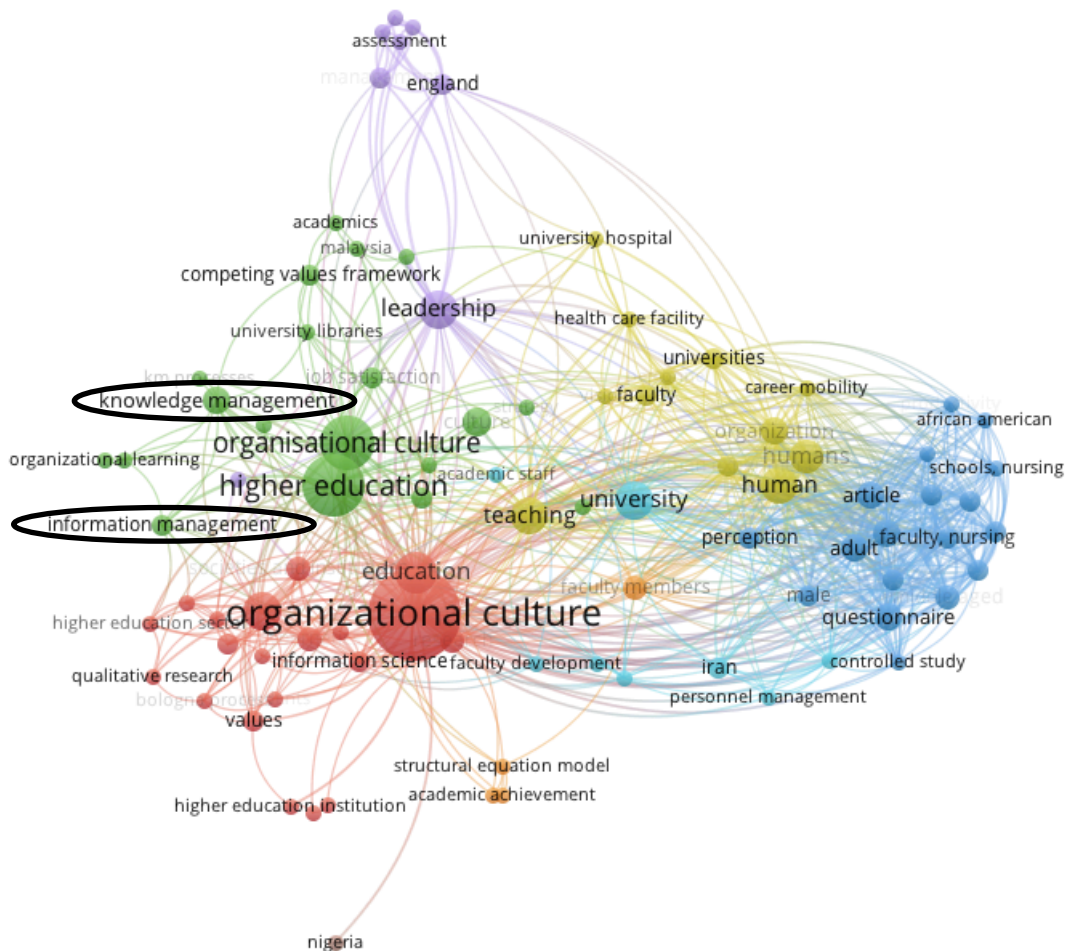 assessment
england
academics
malaysia
university hospital
competing values framework
leadership
health care facility
university libraries
universities
km processes
job satisfaction
career mobility
faculty
knowledge management
african american
culture
organization
organisational culture
humans
organizational learning
schools, nursing
academic staff
higher education
human
article
university
teaching
information management
perception
faculty, nursing
adult
education
faculty members
male
organizational culture
questionnaire
higher education
information science
faculty development
iran
controlled study
qualitative research
personnel management
values
structural equation model
academic achievement
higher education institution
nigeria